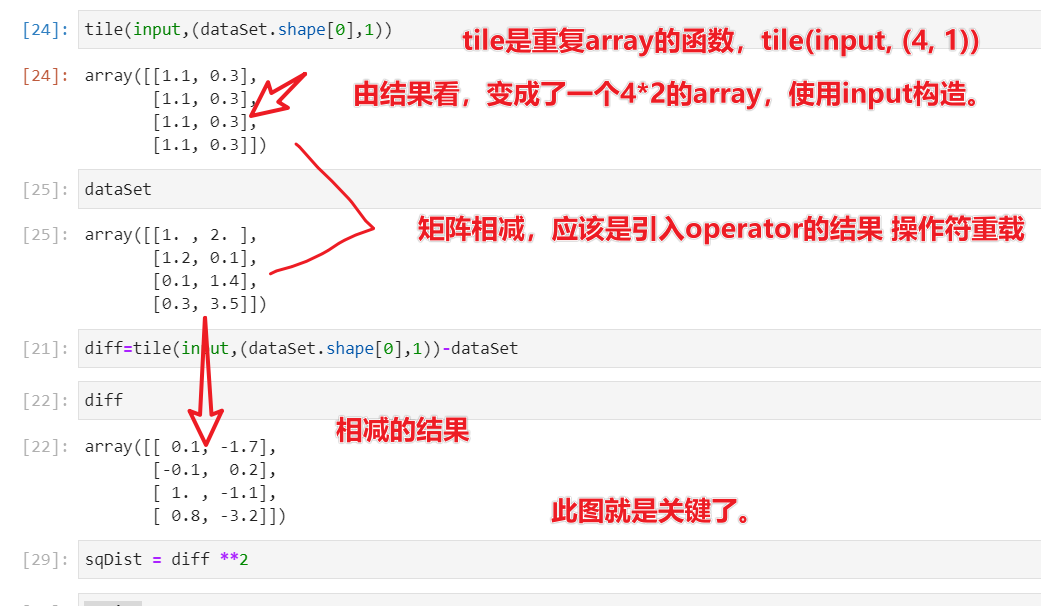 [24]: tile(input,(dataSet.shape[0],1))
tile是重复array的函数，tile(input, (4, 1))
[24]: array([[1.1, 0.3],
[1.1, 0.3],
[1.1, 0.3],
[1.1, 0.3]])
由结果看，变成了一个4*2的array，使用input构造。
[25]: dataSet
[25]: array([[1. , 2. ],
[1.2, 0.1],
[0.1, 1.4],
[0.3, 3.5]])
矩阵相减，应该是引入operator的结果 操作符重载
[21]: diff=tile(input,(dataSet.shape[0],1))-dataSet
[22]: diff
[22]: array([[ 0.1, -1.7],
[-0.1,  0.2],
[ 1. , -1.1],
[ 0.8, -3.2]])
相减的结果
此图就是关键了。
[29]: sqDist = diff **2